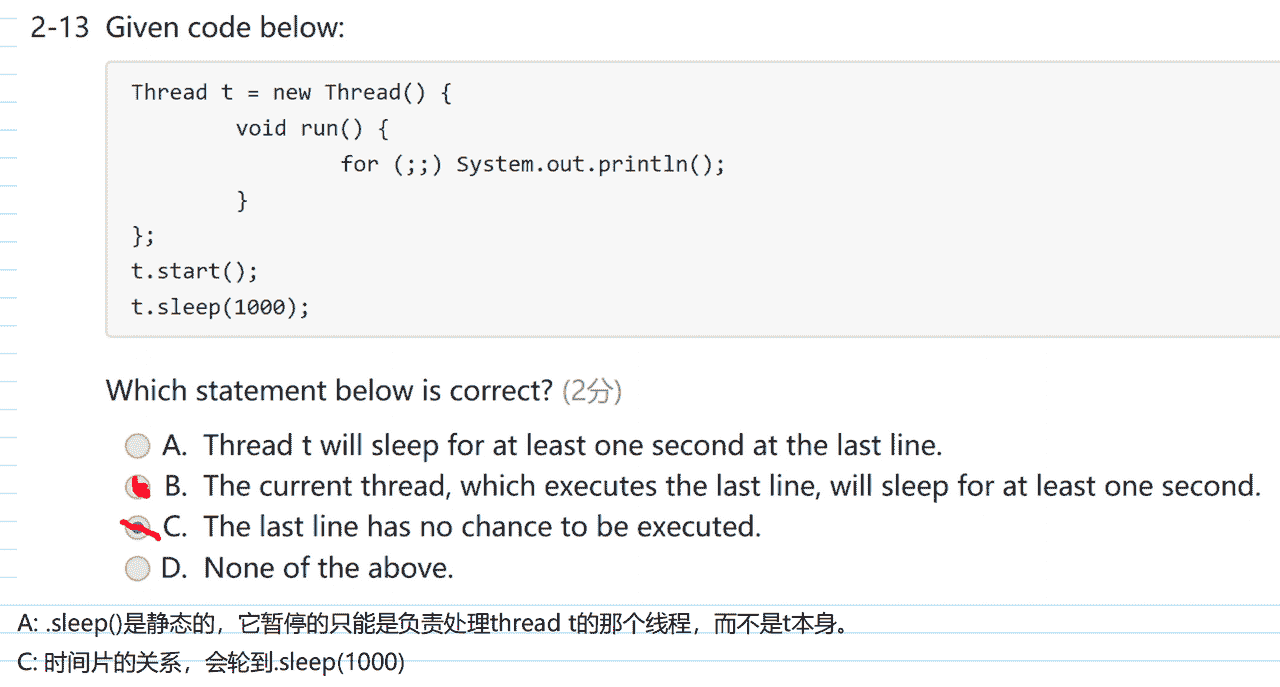 2-13 Given code below:
Thread t = new Thread() {
void run() {
for (;;) System.out.println();
}
};
t.start();
t.sleep(1000);
Which statement below is correct? (2分)
A. Thread t will sleep for at least one second at the last line.
B. The current thread, which executes the last line, will sleep for at least one second.
C. The last line has no chance to be executed.
D. None of the above.
A: .sleep()是静态的，它暂停的只能是负责处理thread t的那个线程，而不是t本身。
C: 时间片的关系，会轮到.sleep(1000)